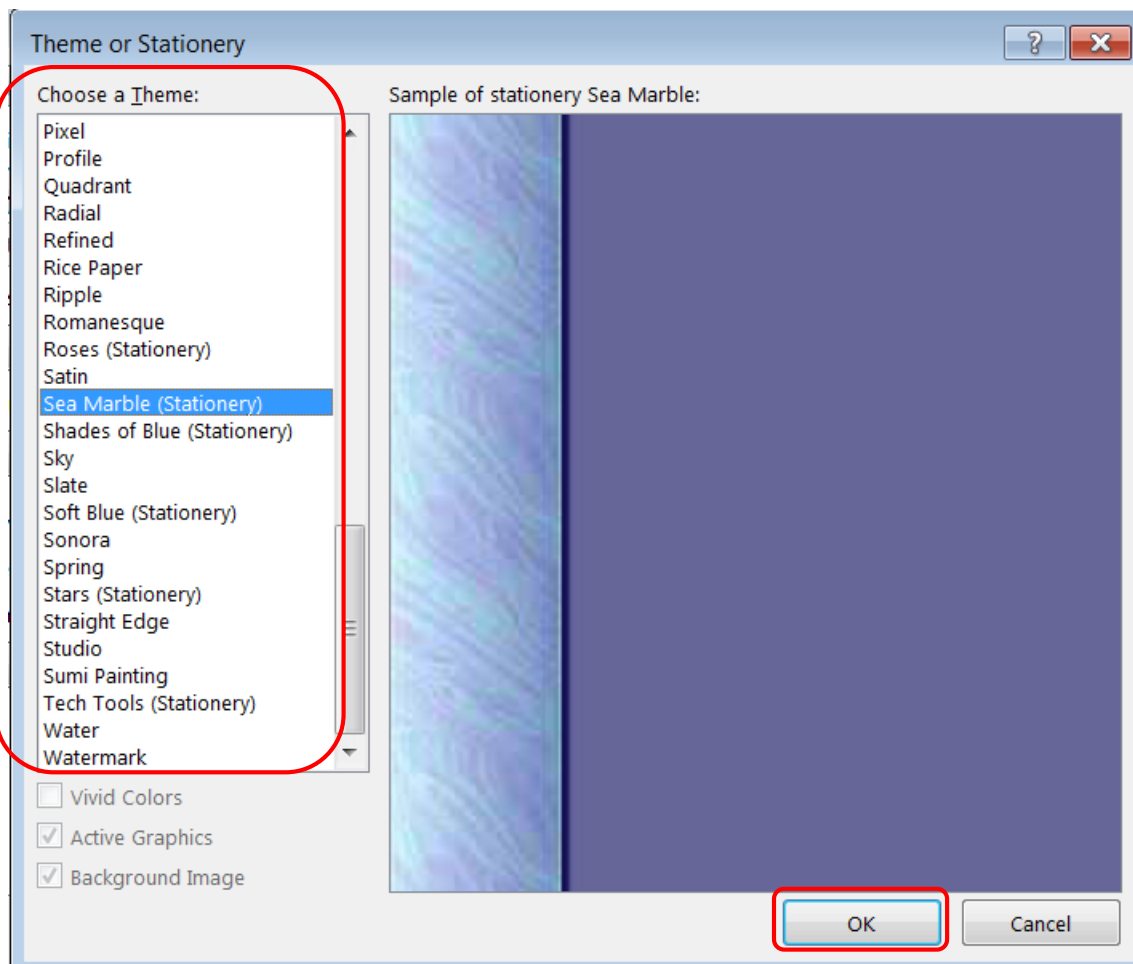 Theme or Stationery
Choose a Theme:
Pixel
Profile
Quadrant
Radial
Refined
Rice Paper
Ripple
Romanesque
Roses (Stationery)
Satin
Sea Marble (Stationery)
Shades of Blue (Stationery)
Sky
Slate
Soft Blue (Stationery)
Sonora
Spring
Stars (Stationery)
Straight Edge
Studio
Sumi Painting
Tech Tools (Stationery)
Water
Watermark
Vivid Colors
Active Graphics
Background Image
Sample of stationery Sea Marble:
OK
Cancel